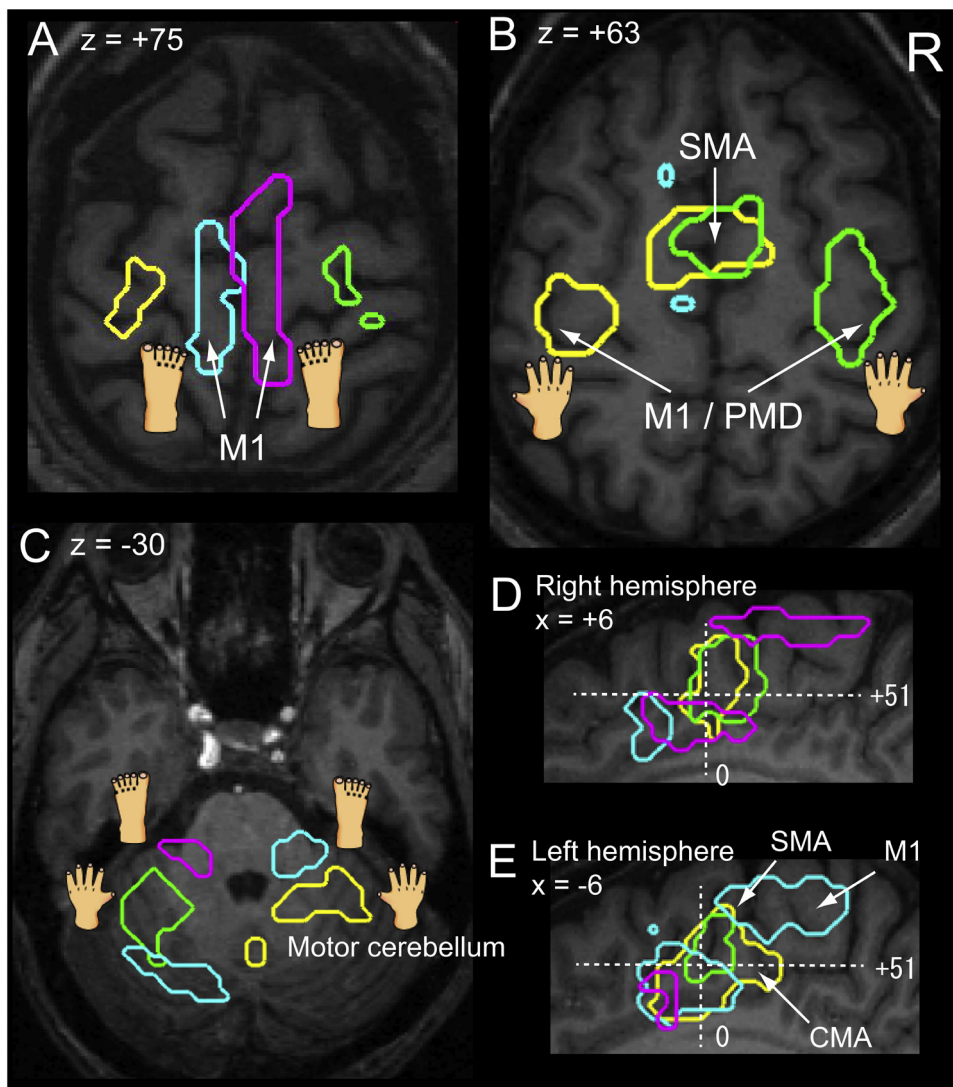 A z = +75
B z = +63
R
SMA
M1
M1 / PMD
C z = -30
Motor cerebellum
D Right hemisphere
x = +6
+51
0
E Left hemisphere
x = -6
SMA
M1
+51
0
CMA